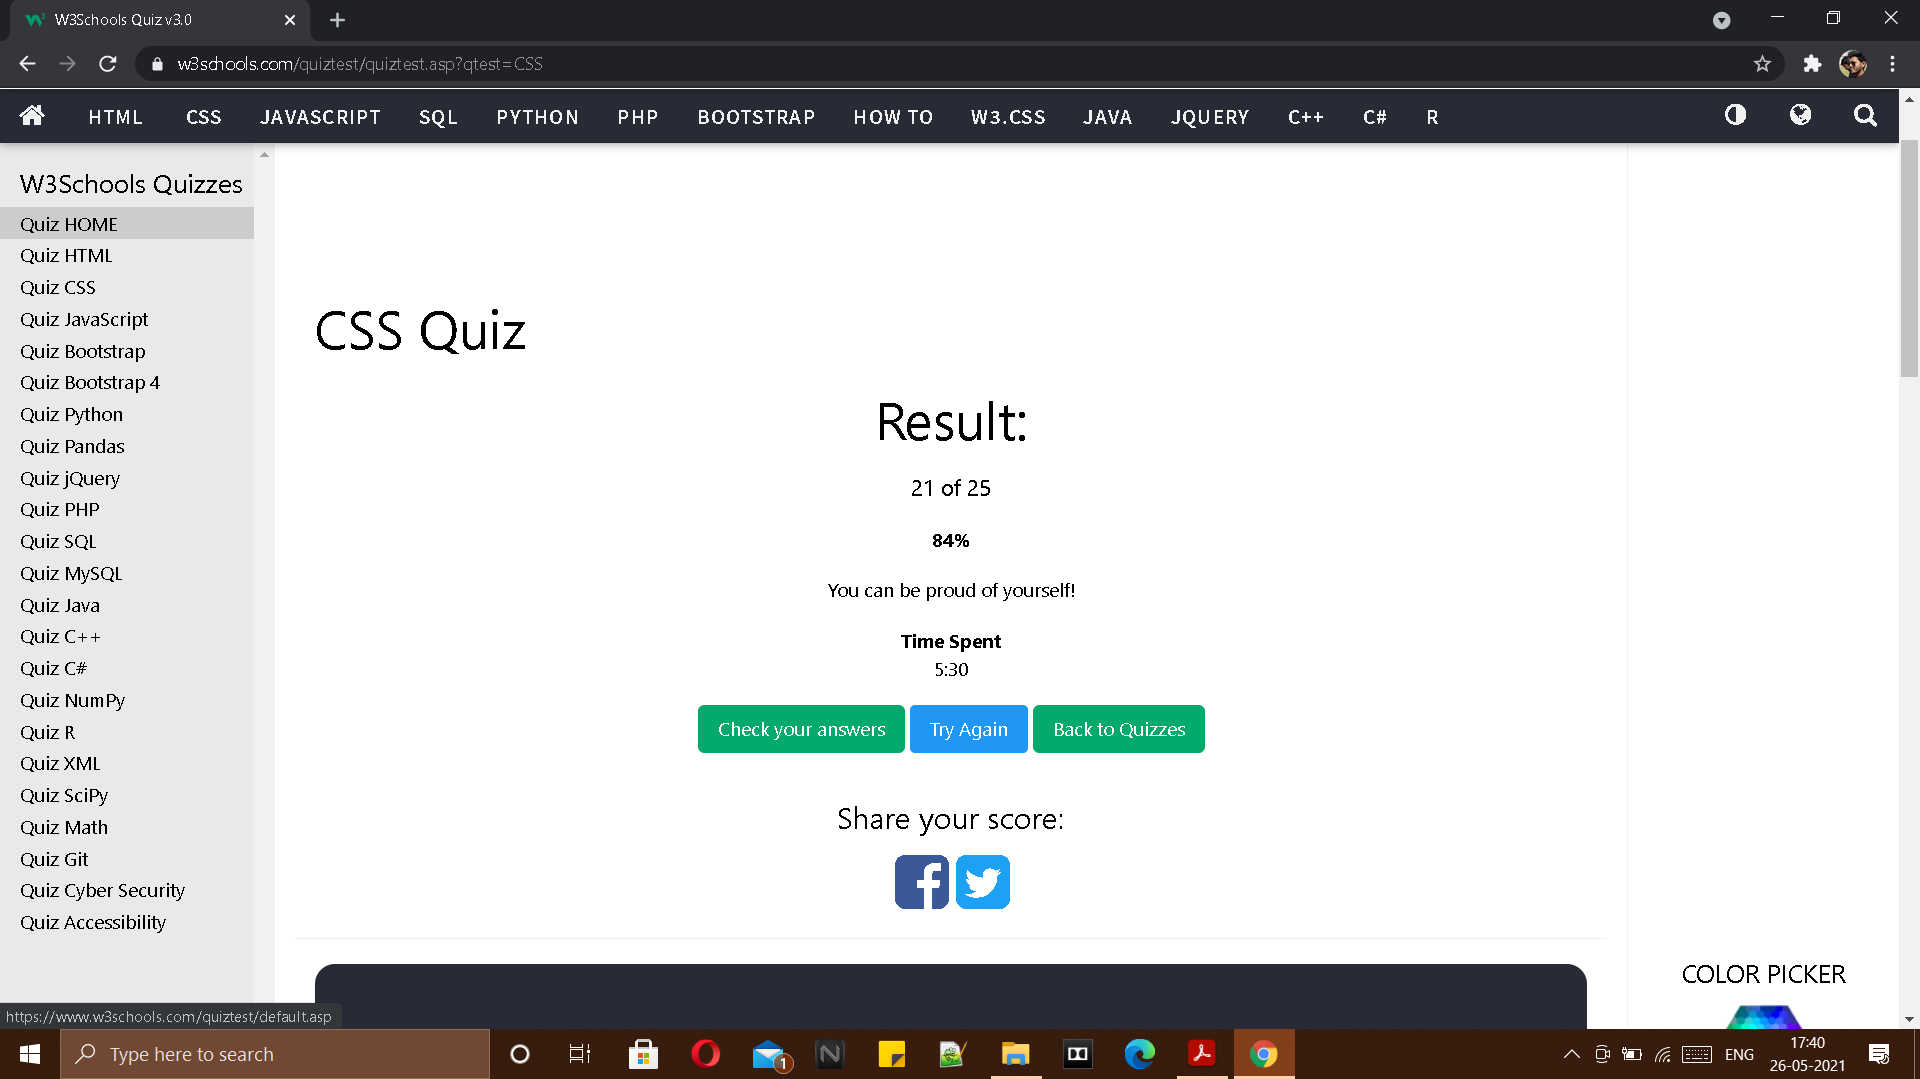 W3Schools Quiz v3.0
w3schools.com/quiztest/quiztest.asp?qtest=CSS
HTML CSS JAVASCRIPT SQL PYTHON PHP BOOTSTRAP HOW TO W3.CSS JAVA JQUERY C++ C# R
W3Schools Quizzes
Quiz HOME
Quiz HTML
Quiz CSS
Quiz JavaScript
Quiz Bootstrap
Quiz Bootstrap 4
Quiz Python
Quiz Pandas
Quiz jQuery
Quiz PHP
Quiz SQL
Quiz MySQL
Quiz Java
Quiz C++
Quiz C#
Quiz NumPy
Quiz R
Quiz XML
Quiz SciPy
Quiz Math
Quiz Git
Quiz Cyber Security
Quiz Accessibility
CSS Quiz
Result:
21 of 25
84%
You can be proud of yourself!
Time Spent
5:30
Check your answers Try Again Back to Quizzes
Share your score:
COLOR PICKER
https://www.w3schools.com/quiztest/default.asp
Type here to search
1
ENG
17:40
26-05-2021